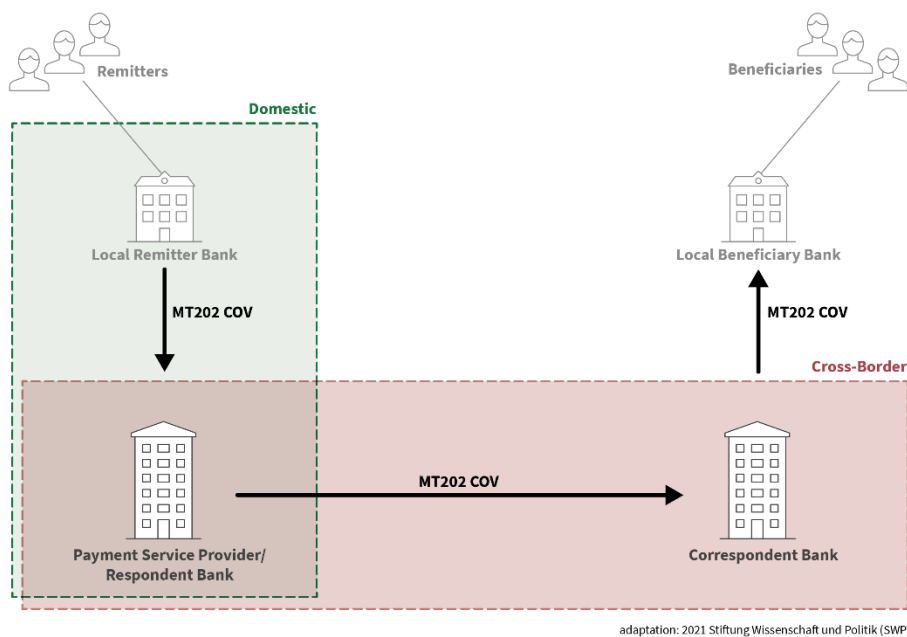 Remitters
Beneficiaries
Domestic
Local Remitter Bank
Local Beneficiary Bank
MT202 COV
MT202 COV
Cross-Border
MT202 COV
Payment Service Provider/
Respondent Bank
Correspondent Bank
adaptation: 2021 Stiftung Wissenschaft und Politik (SWP